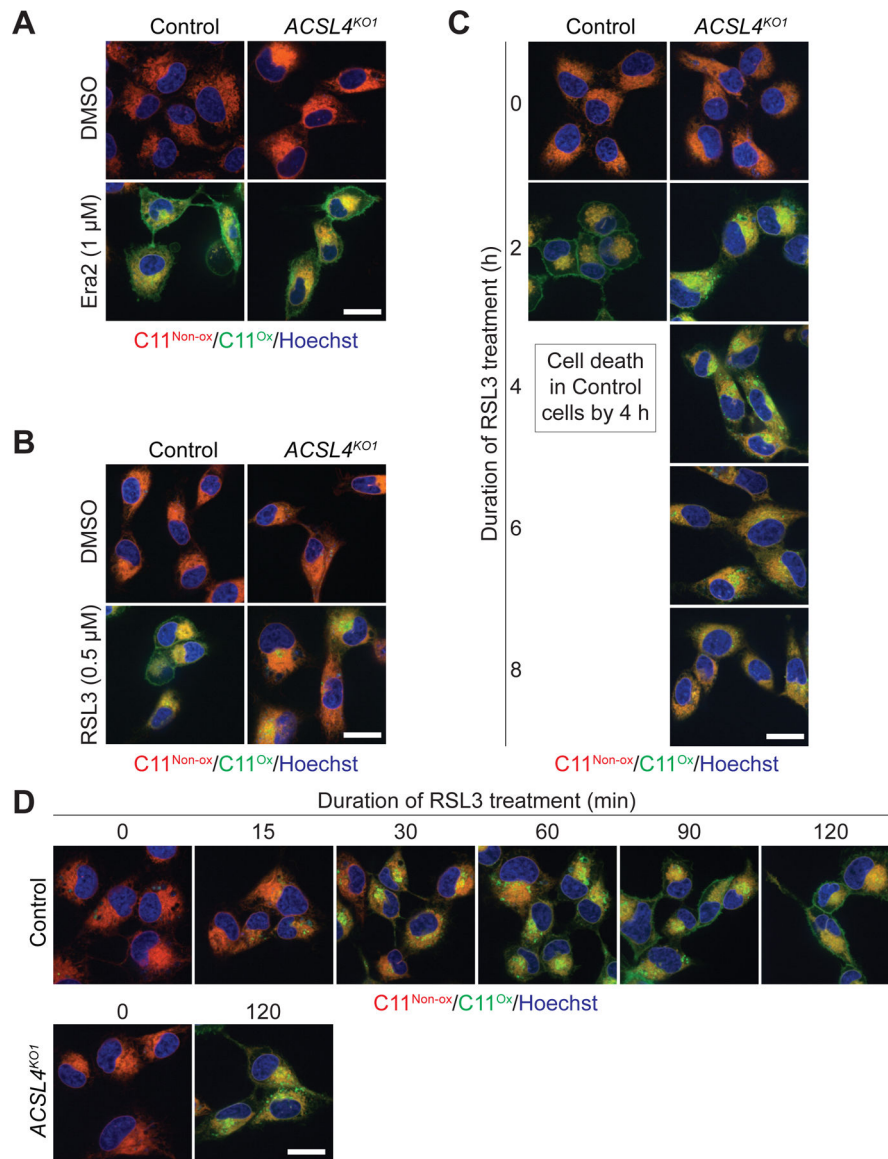 A
Control ACSL4KO1
DMSO
Era2 (1 µM)
C11Non-ox/C11Ox/Hoechst
B
Control ACSL4KO1
DMSO
RSL3 (0.5 µM)
C11Non-ox/C11Ox/Hoechst
C
Control ACSL4KO1
Duration of RSL3 treatment (h)
0
2
4
Cell death
in Control
cells by 4 h
6
8
C11Non-ox/C11Ox/Hoechst
D
Duration of RSL3 treatment (min)
0 15 30 60 90 120
Control
C11Non-ox/C11Ox/Hoechst
0 120
ACSL4KO1